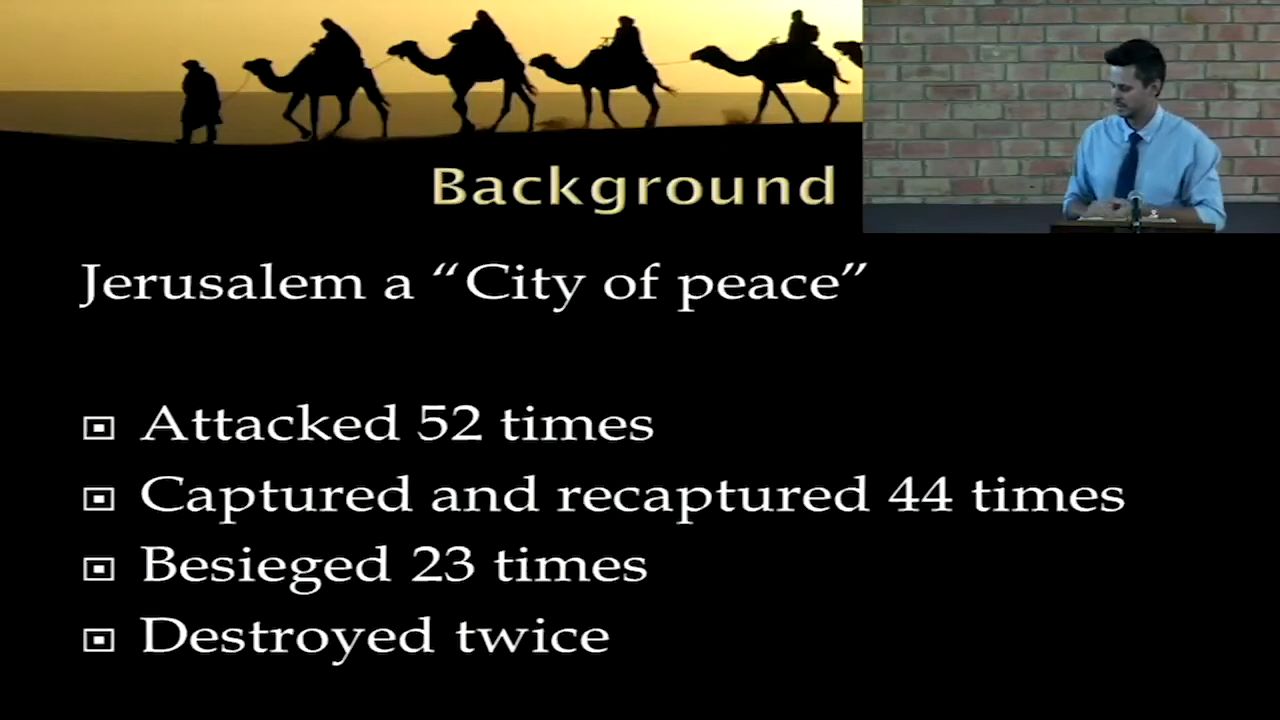 Background
Jerusalem a “City of peace”
Attacked 52 times
Captured and recaptured 44 times
Besieged 23 times
Destroyed twice